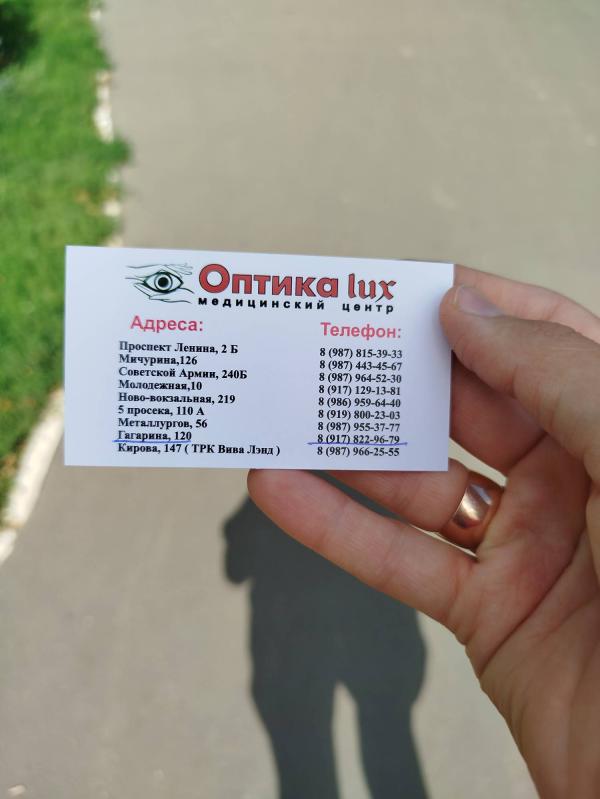 Оптика lux
медицинский центр
Адреса: Телефон:
Проспект Ленина, 2 Б 8 (987) 815-39-33
Мичурина,126 8 (987) 443-45-67
Советской Армии, 240Б 8 (987) 964-52-30
Молодежная,10 8 (917) 129-13-81
Ново-вокзальная, 219 8 (986) 959-64-40
5 просека, 110 А 8 (919) 800-23-03
Металлургов, 56 8 (987) 955-37-77
Гагарина, 120 8 (917) 822-96-79
Кирова, 147 ( ТРК Вива Лэнд ) 8 (987) 966-25-55